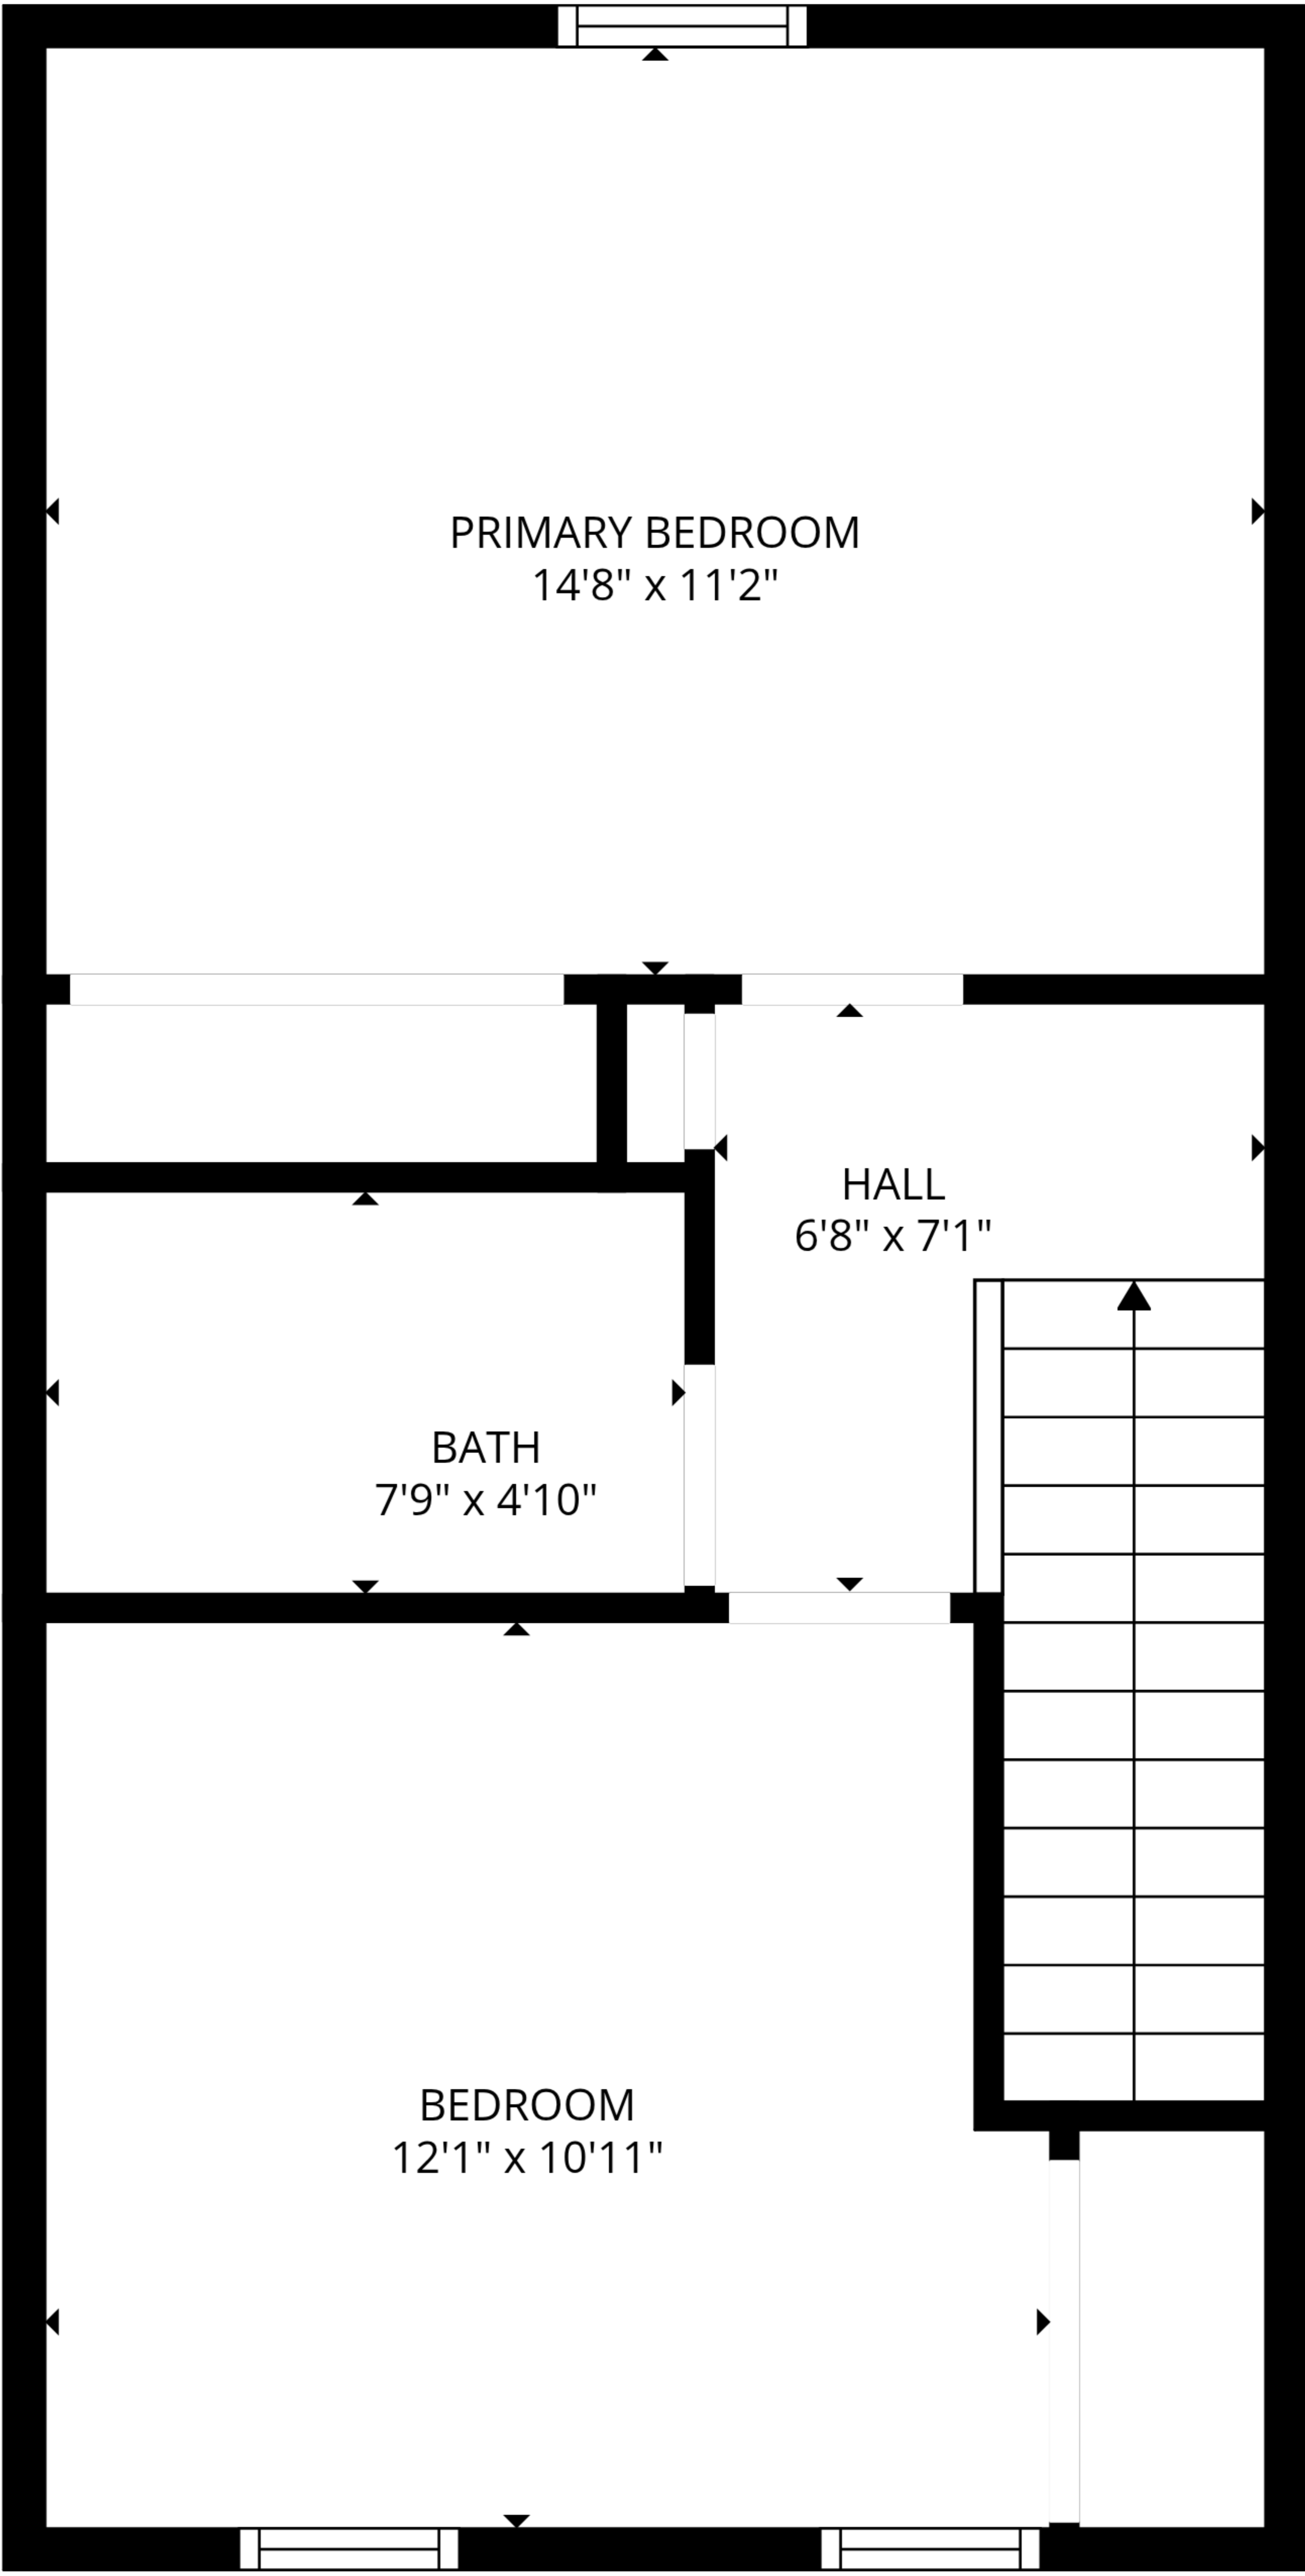 PRIMARY BEDROOM
14'8" x 11'2"
HALL
6'8" x 7'1"
BATH
7'9" x 4'10"
BEDROOM
12'1" x 10'11"